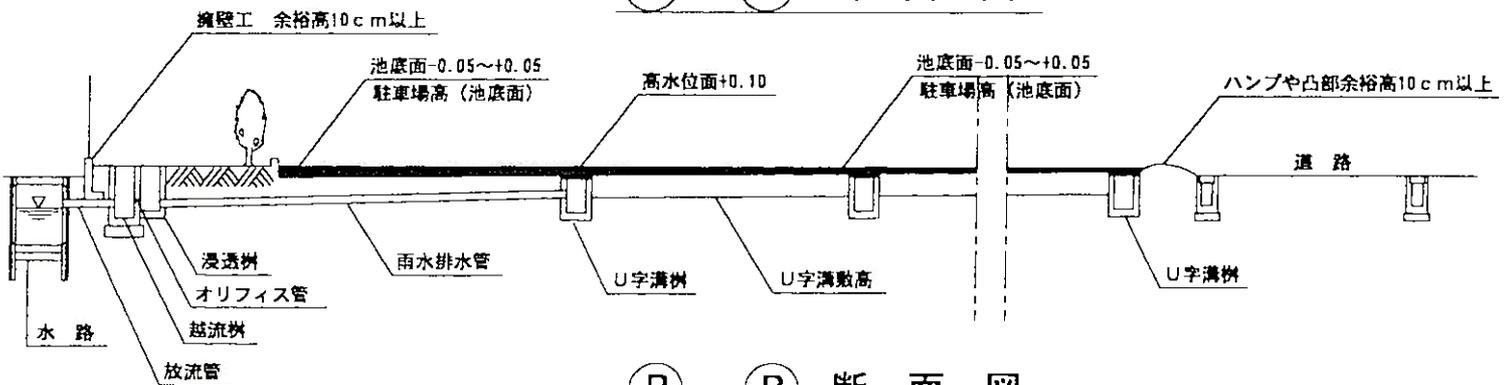 擁壁工 余裕高10cm以上
池底面-0.05~+0.05
駐車場高(池底面)
高水位面+0.10
池底面-0.05~+0.05
駐車場高(池底面)
ハンプや凸部余裕高10cm以上
道 路
浸透桝
雨水排水管
U字溝桝
U字溝敷高
U字溝桝
オリフィス管
越流桝
水 路
放流管
B B 断 面 図